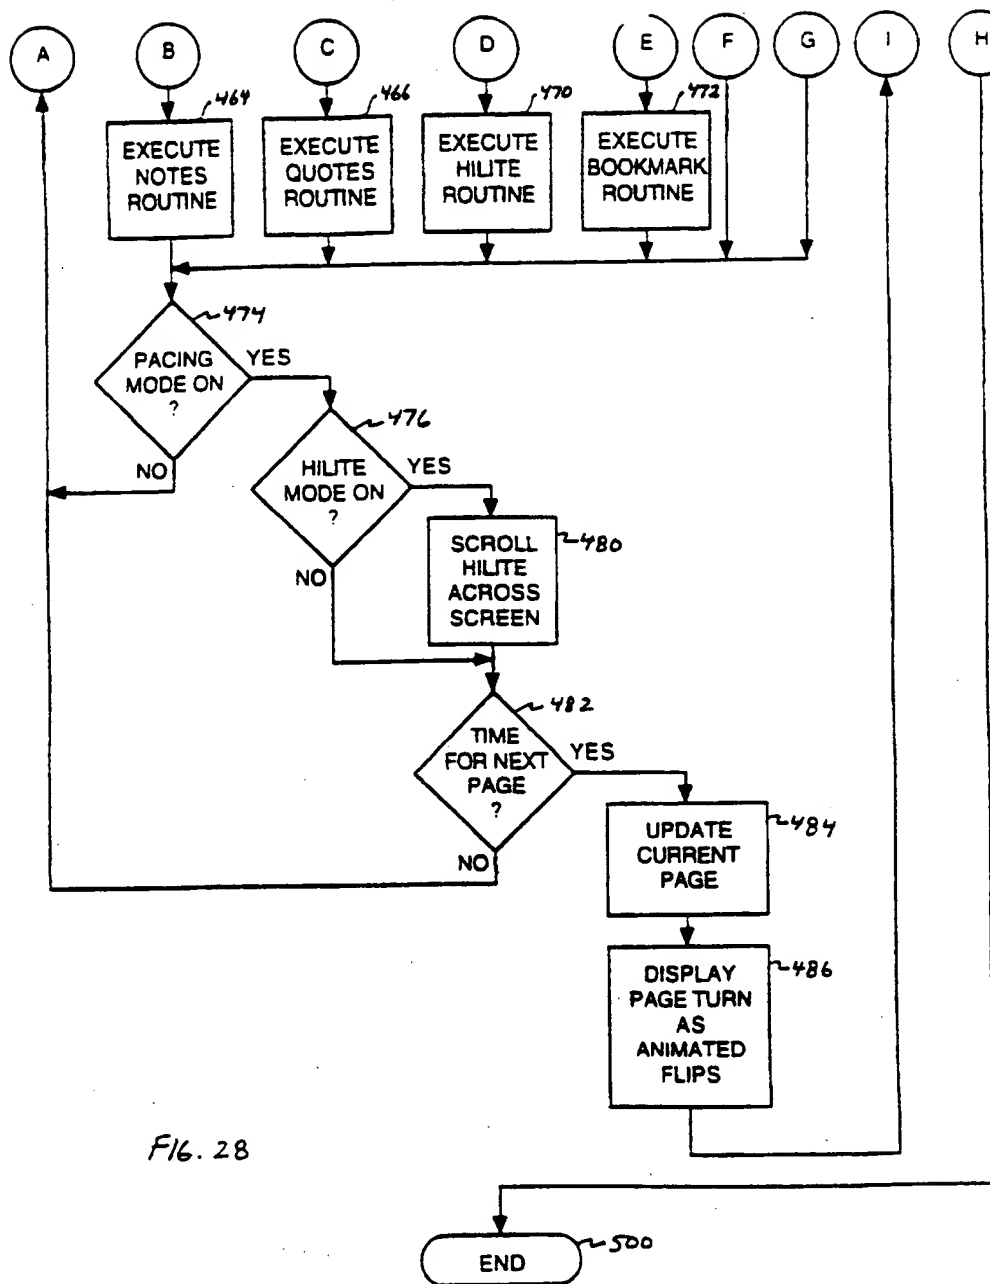 A
B
C
D
E
F
G
I
H
464
466
470
472
EXECUTE
NOTES
ROUTINE
EXECUTE
QUOTES
ROUTINE
EXECUTE
HILITE
ROUTINE
EXECUTE
BOOKMARK
ROUTINE
474
PACING
MODE ON
?
YES
NO
476
HILITE
MODE ON
?
YES
NO
480
SCROLL
HILITE
ACROSS
SCREEN
482
TIME
FOR NEXT
PAGE
?
YES
NO
484
UPDATE
CURRENT
PAGE
486
DISPLAY
PAGE TURN
AS
ANIMATED
FLIPS
FIG. 28
END
500